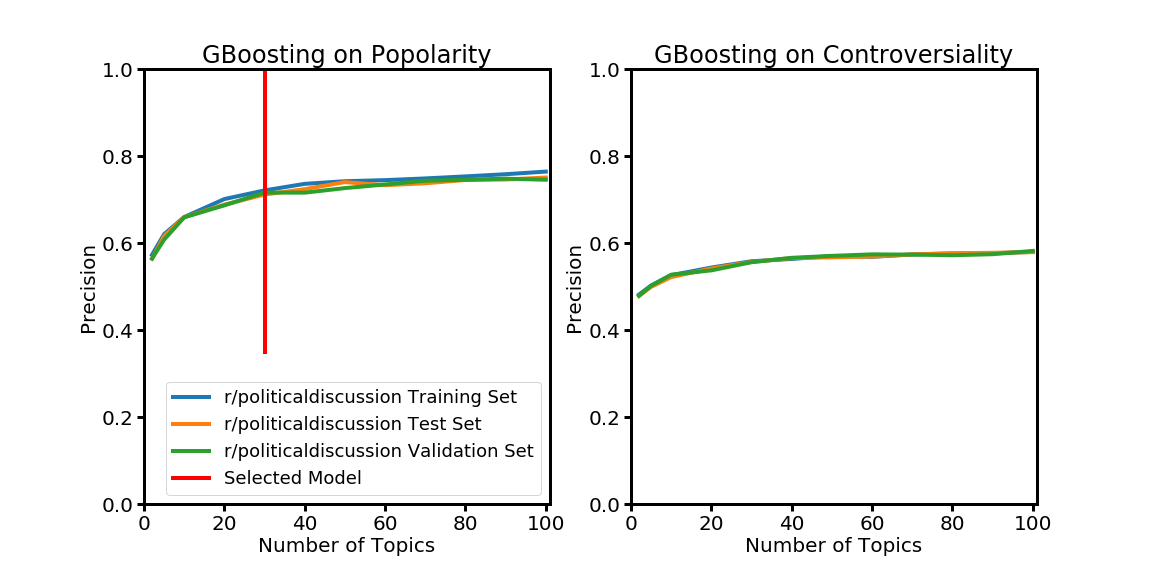 GBoosting on Popolarity
1.0
0.8
0.6
0.4
0.2
0.0
Precision
r/politicaldiscussion Training Set
r/politicaldiscussion Test Set
r/politicaldiscussion Validation Set
Selected Model
0 20 40 60 80 100
Number of Topics
GBoosting on Controversiality
1.0
0.8
0.6
0.4
0.2
0.0
Precision
0 20 40 60 80 100
Number of Topics